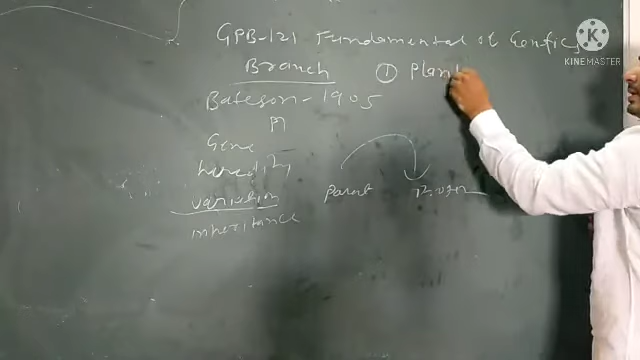 GPB-121 Fundamental of Genetics
Branch ① Plant
Bateson - 1905
Gene
heredity
variation Parent
inheritance
KINEMASTER